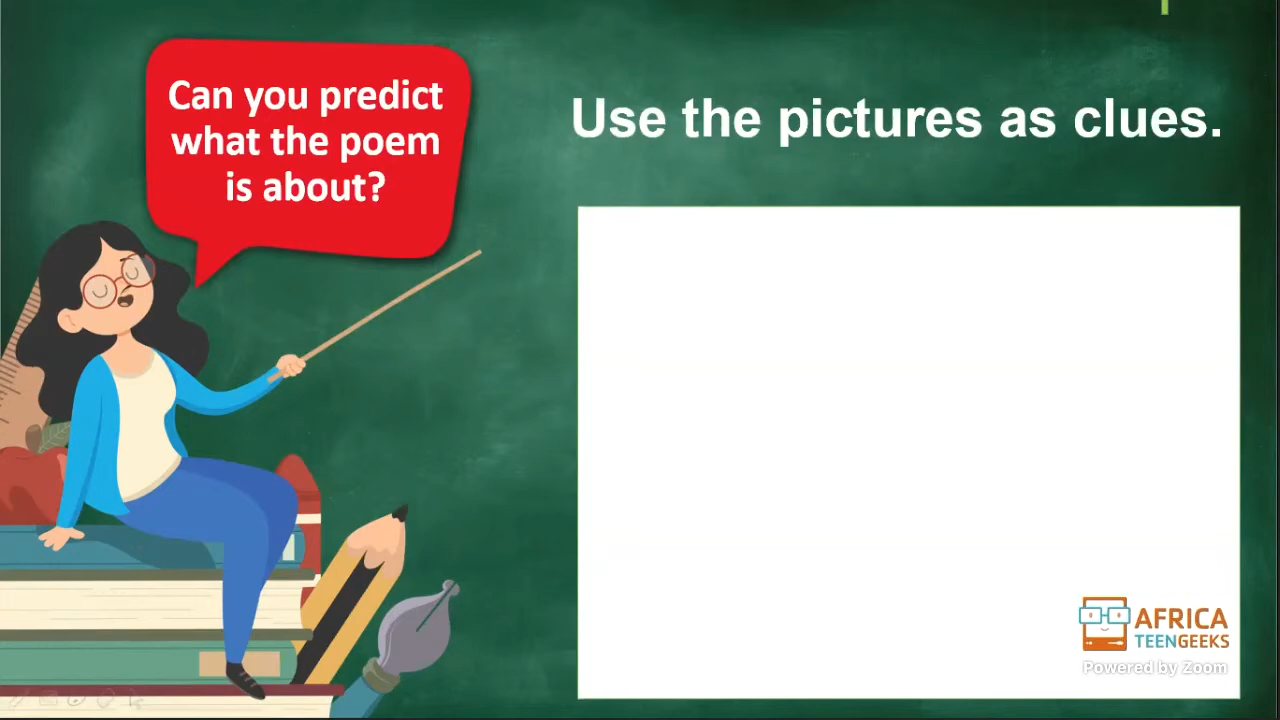 Can you predict
what the poem
is about?
Use the pictures as clues.
AFRICA
TEENGEEKS
Powered by Zoom